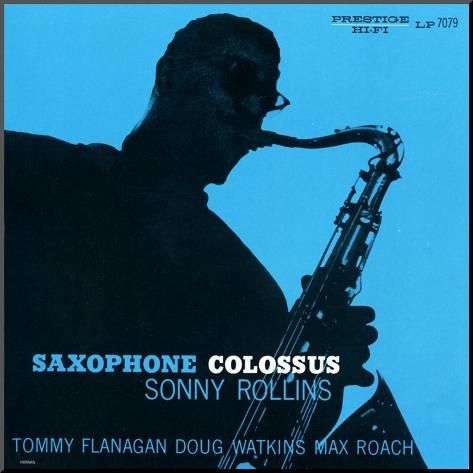 PRESTIGE LP 7079
HI-FI
SAXOPHONE COLOSSUS
SONNY ROLLINS
TOMMY FLANAGAN DOUG WATKINS MAX ROACH